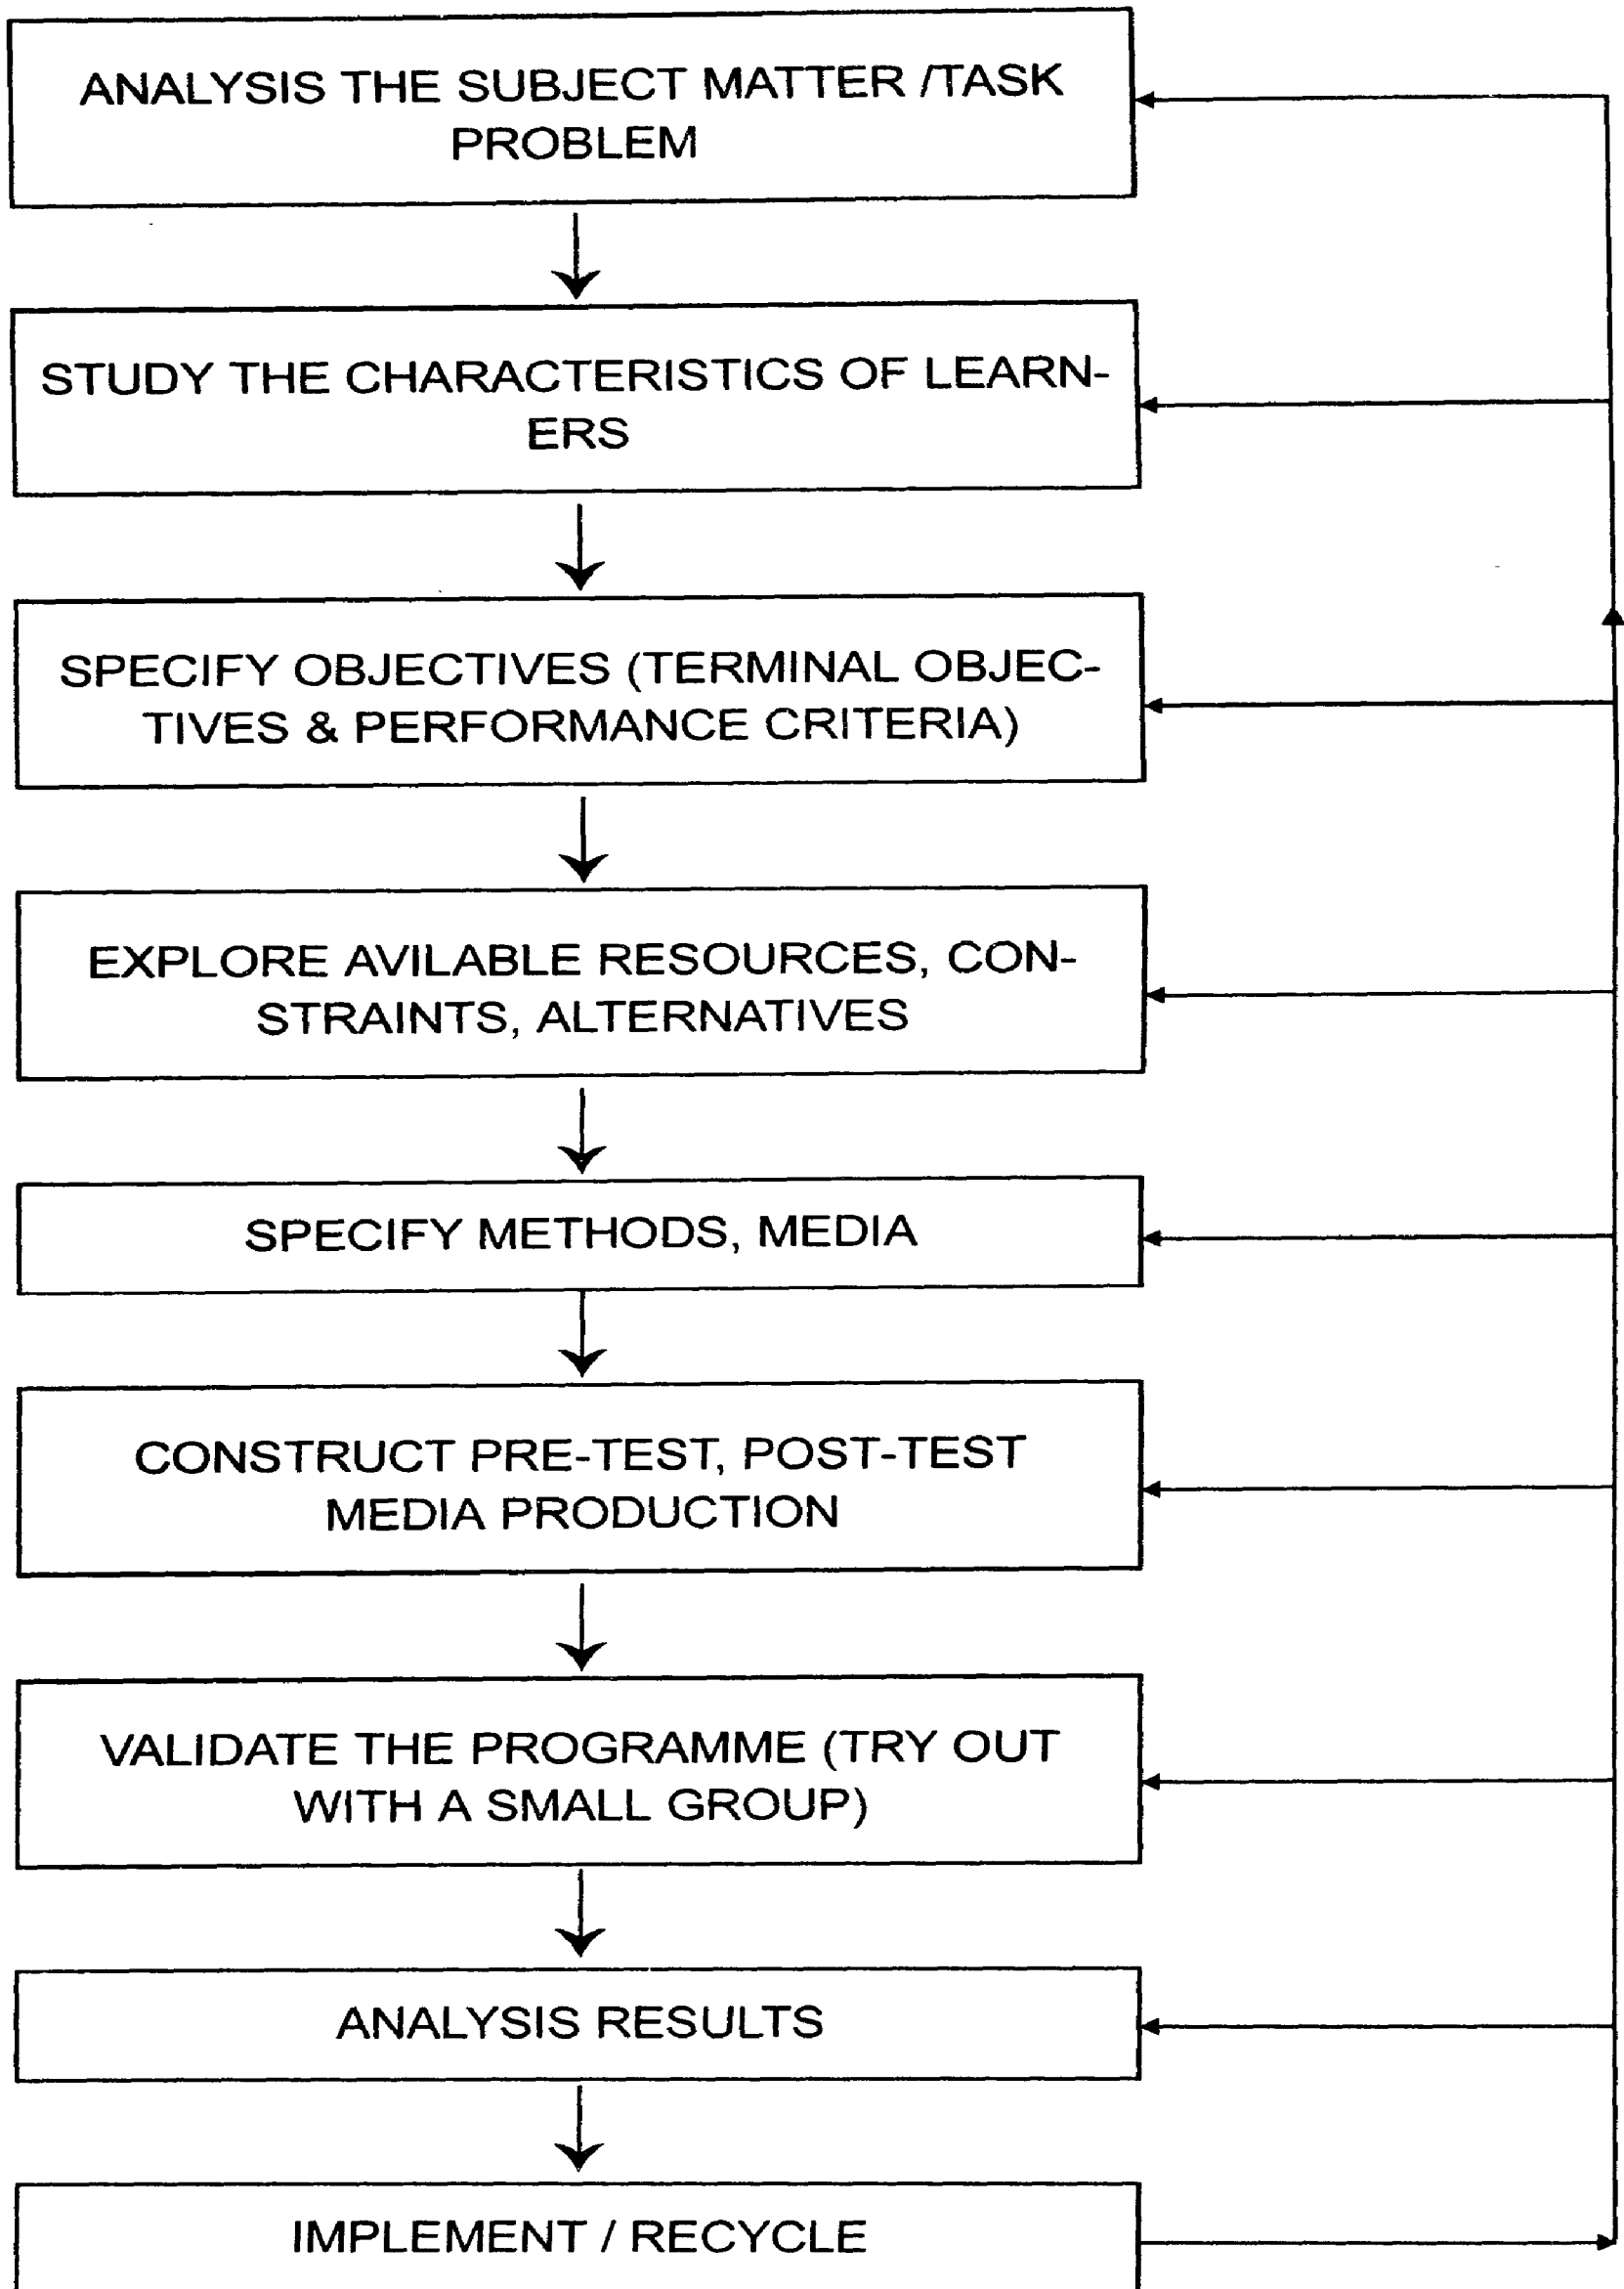 ANALYSIS THE SUBJECT MATTER /TASK
PROBLEM
STUDY THE CHARACTERISTICS OF LEARN-
ERS
SPECIFY OBJECTIVES (TERMINAL OBJEC-
TIVES & PERFORMANCE CRITERIA)
EXPLORE AVILABLE RESOURCES, CON-
STRAINTS, ALTERNATIVES
SPECIFY METHODS, MEDIA
CONSTRUCT PRE-TEST, POST-TEST
MEDIA PRODUCTION
VALIDATE THE PROGRAMME (TRY OUT
WITH A SMALL GROUP)
ANALYSIS RESULTS
IMPLEMENT / RECYCLE